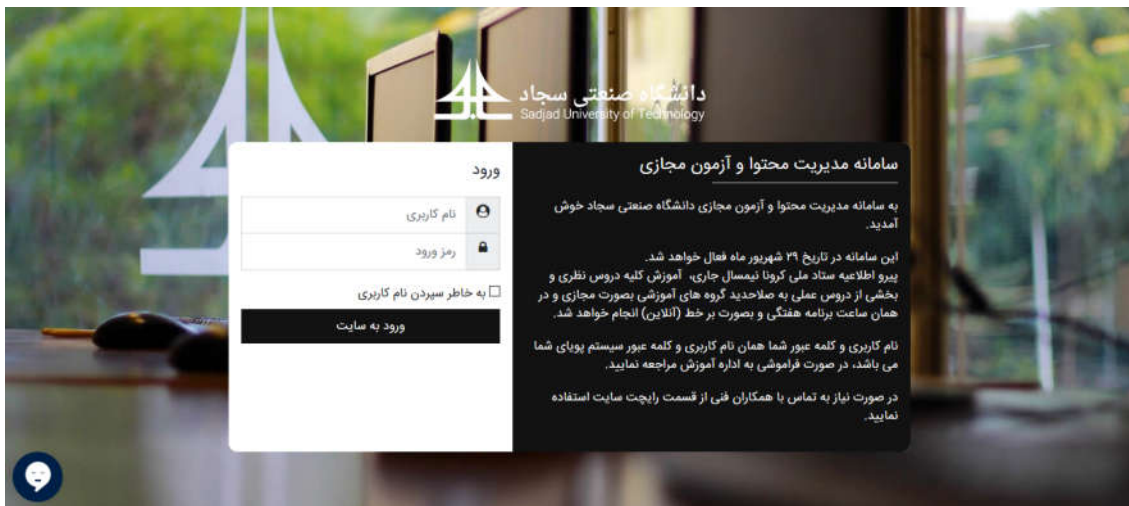 دانشگاه صنعتی سجاد
Sadjad University of Technology
سامانه مدیریت محتوا و آزمون مجازی
به سامانه مدیریت محتوا و آزمون مجازی دانشگاه صنعتی سجاد خوش
آمدید.
این سامانه در تاریخ ۲۹ شهریور ماه فعال خواهد شد.
پیرو اطلاعیه ستاد ملی کرونا نیمسال جاری، آموزش کلیه دروس نظری و
بخشی از دروس عملی به صلاحدید گروه های آموزشی بصورت مجازی و در
همان ساعت برنامه هفتگی و بصورت بر خط (آنلاین) انجام خواهد شد.
نام کاربری و کلمه عبور شما همان نام کاربری و کلمه عبور سیستم پویای شما
می باشد، در صورت فراموشی به اداره آموزش مراجعه نمایید.
در صورت نیاز به تماس با همکاران فنی از قسمت رایچت سایت استفاده
نمایید.
ورود
نام کاربری
رمز ورود
به خاطر سپردن نام کاربری
ورود به سایت